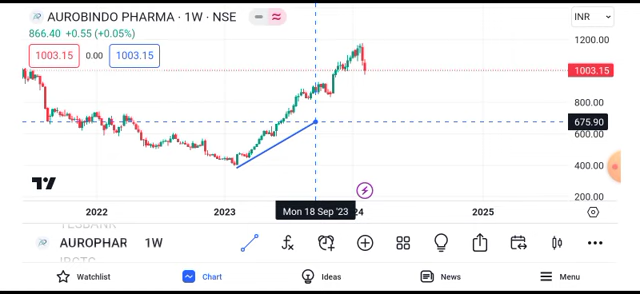 AUROBINDO PHARMA · 1W · NSE
INR
866.40 +0.55 (+0.05%)
1003.15 0.00 1003.15
1200.00
1003.15
800.00
675.90
400.00
200.00
2022 2023 Mon 18 Sep '23 24 2025
YESBANK
AUROPHAR 1W
IRCTC
Watchlist Chart Ideas News Menu